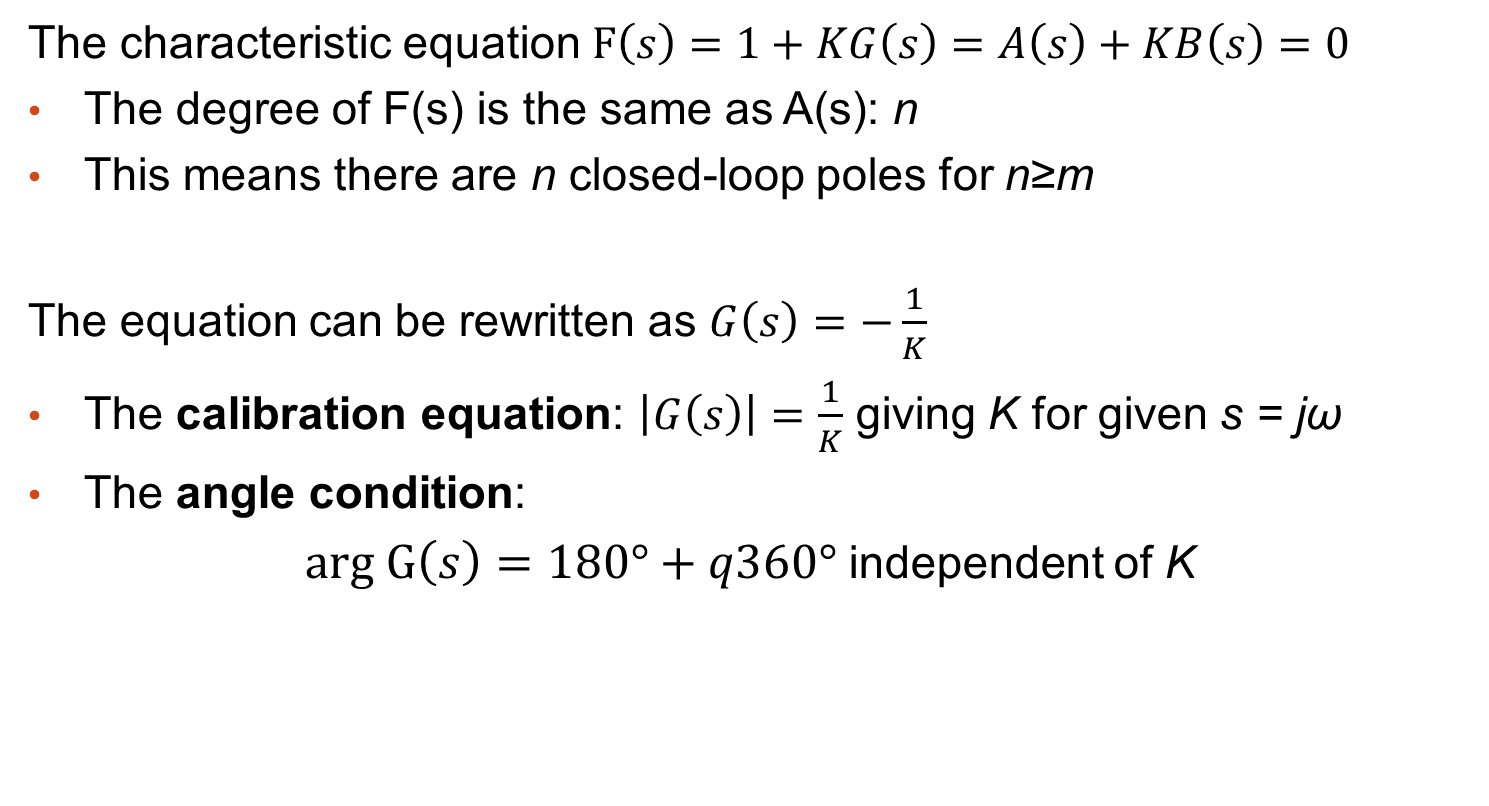 The characteristic equation F(s) = 1 + KG(s) = A(s) + KB(s) = 0
• The degree of F(s) is the same as A(s): n
• This means there are n closed-loop poles for n≥m
The equation can be rewritten as G(s) = −1/K
• The calibration equation: |G(s)| = 1/K giving K for given s = jω
• The angle condition:
arg G(s) = 180° + q360° independent of K